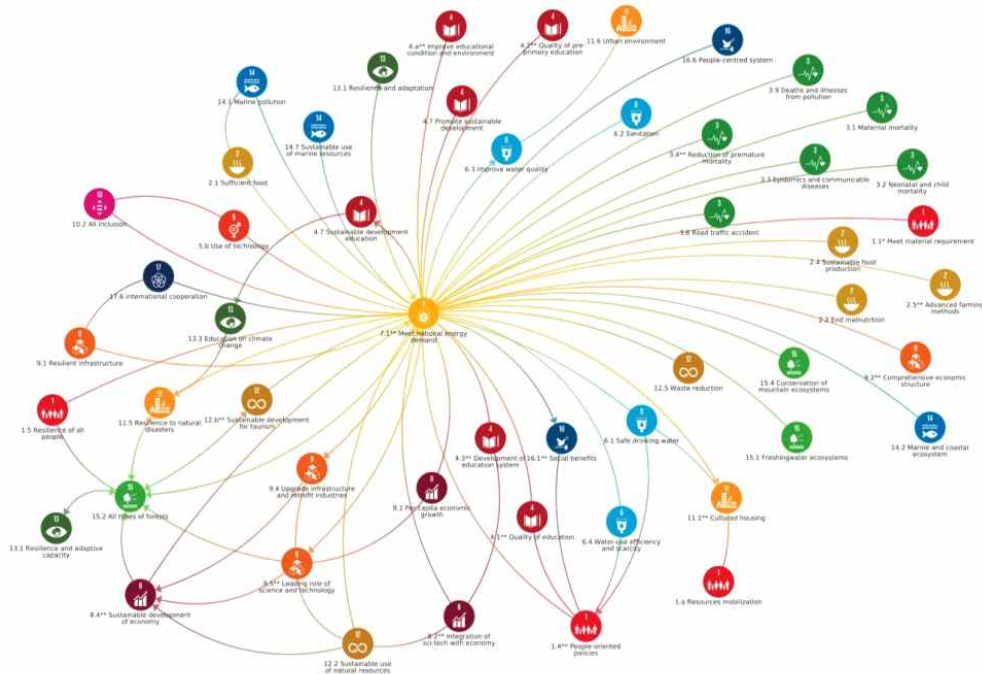 4.a** Improve educational
condition and environment
4.2** Quality of pre-
primary education
11.6 Urban environment
16.6 People-centred system
13.1 Resilience and adaptation
3.9 Deaths and illnesses
from pollution
14.1 Marine pollution
4.7 Promote sustainable
development
3.1 Maternal mortality
14.7 Sustainable use
of marine resources
6.2 Sanitation
3.4** Reduction of premature
mortality
6.3 Improve water quality
3.3 Epidemics and communicable
diseases
3.2 Neonatal and child
mortality
2.1 Sufficient food
10.2 All inclusion
5.b Use of technology
4.7 Sustainable development
education
3.6 Road traffic accident
1.1* Meet material requirement
2.4 Sustainable food
production
17.6 international cooperation
2.5** Advanced farming
methods
2.2 End malnutrition
7.1** Meet national energy
demand
13.3 Education on climate
change
9.1 Resilient infrastructure
9.2** Comprehensive economic
structure
12.5 Waste reduction
15.4 Conservation of
mountain ecosystems
1.5 Resilience of all
people
11.5 Resilience to natural
disasters
12.6** Sustainable development
for tourism
6.1 Safe drinking water
14.2 Marine and coastal
ecosystem
15.1 Freshingwater ecosystems
4.3** Development of
education system
16.1** Social benefits
9.4 Upgrade infrastructure
and retrofit industries
8.1 Per capita economic
growth
15.2 All types of forests
11.1** Cultured housing
4.1** Quality of education
6.4 Water-use efficiency
and scarcity
13.1 Resilience and adaptive
capacity
9.5** Leading role of
science and technology
1.a Resources mobilization
8.4** Sustainable development
of economy
8.2** Integration of
sci-tech with economy
1.4** People-oriented
policies
12.2 Sustainable use
of natural resources